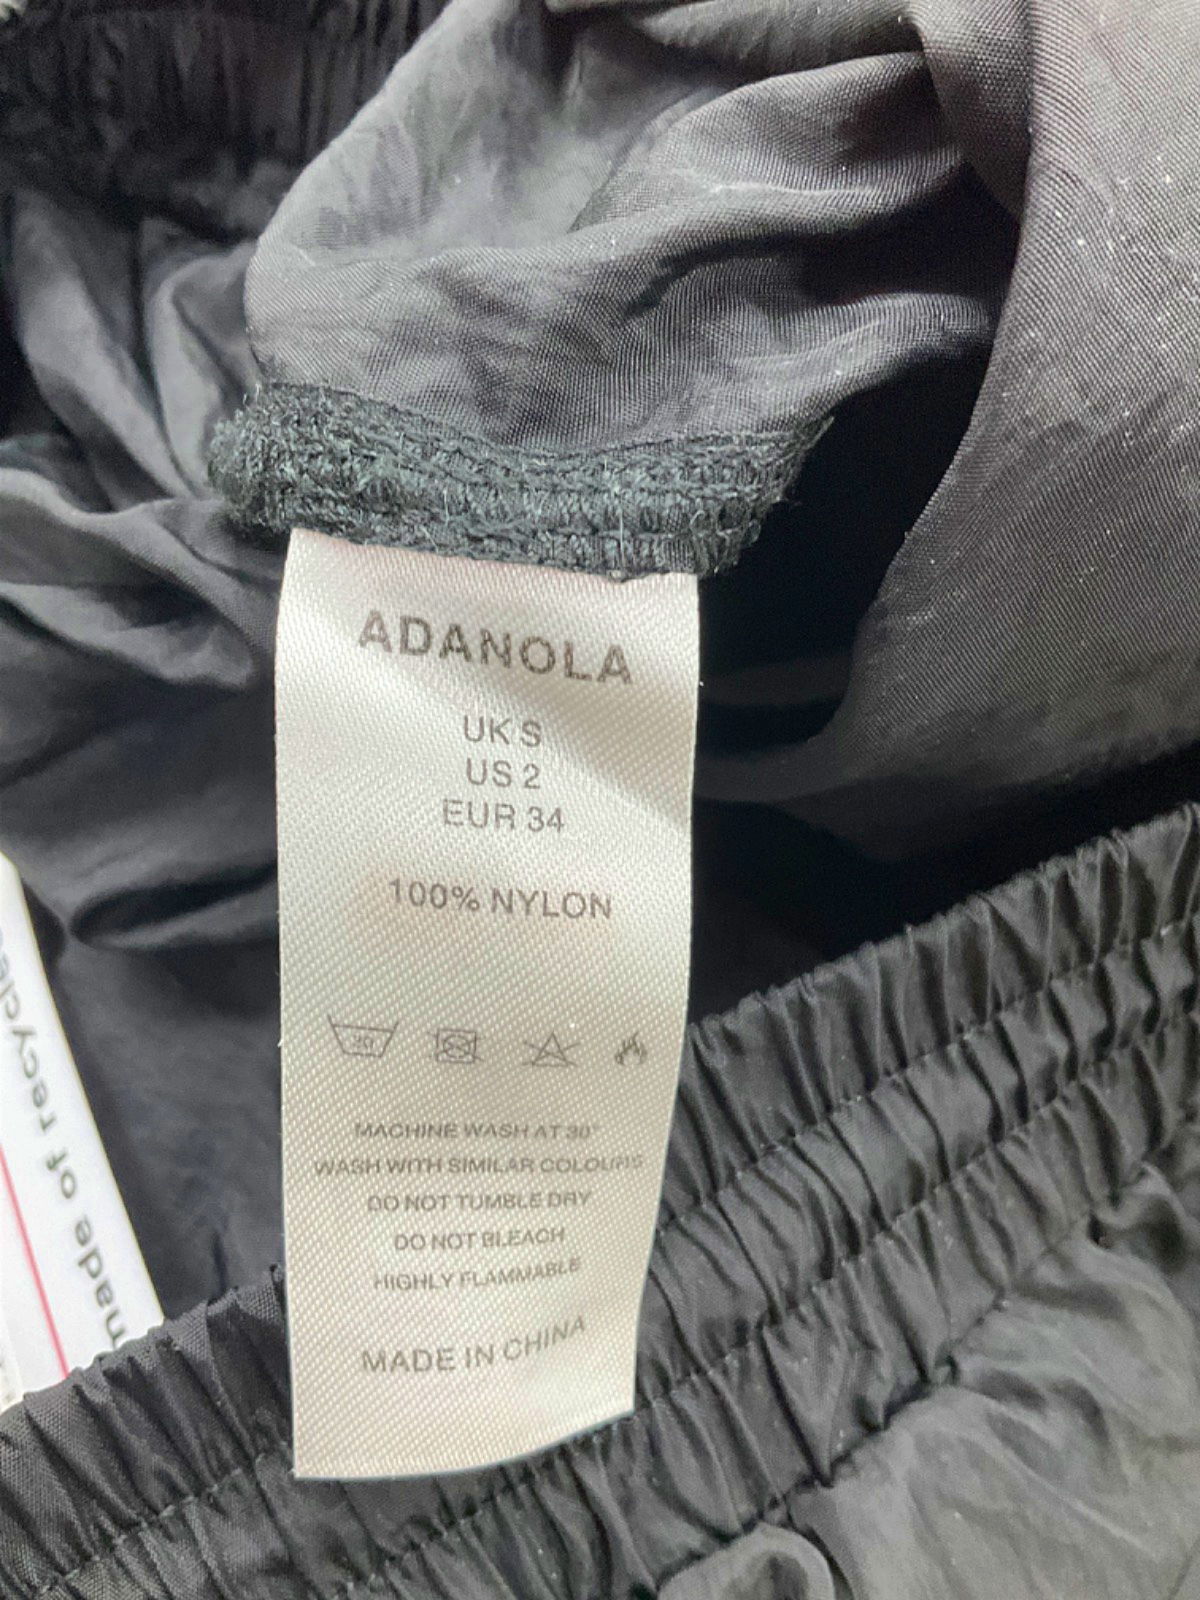 ADANOLA
UK S
US 2
EUR 34
100% NYLON
30
MACHINE WASH AT 30°
WASH WITH SIMILAR COLOURS
DO NOT TUMBLE DRY
DO NOT BLEACH
HIGHLY FLAMMABLE
MADE IN CHINA
made of